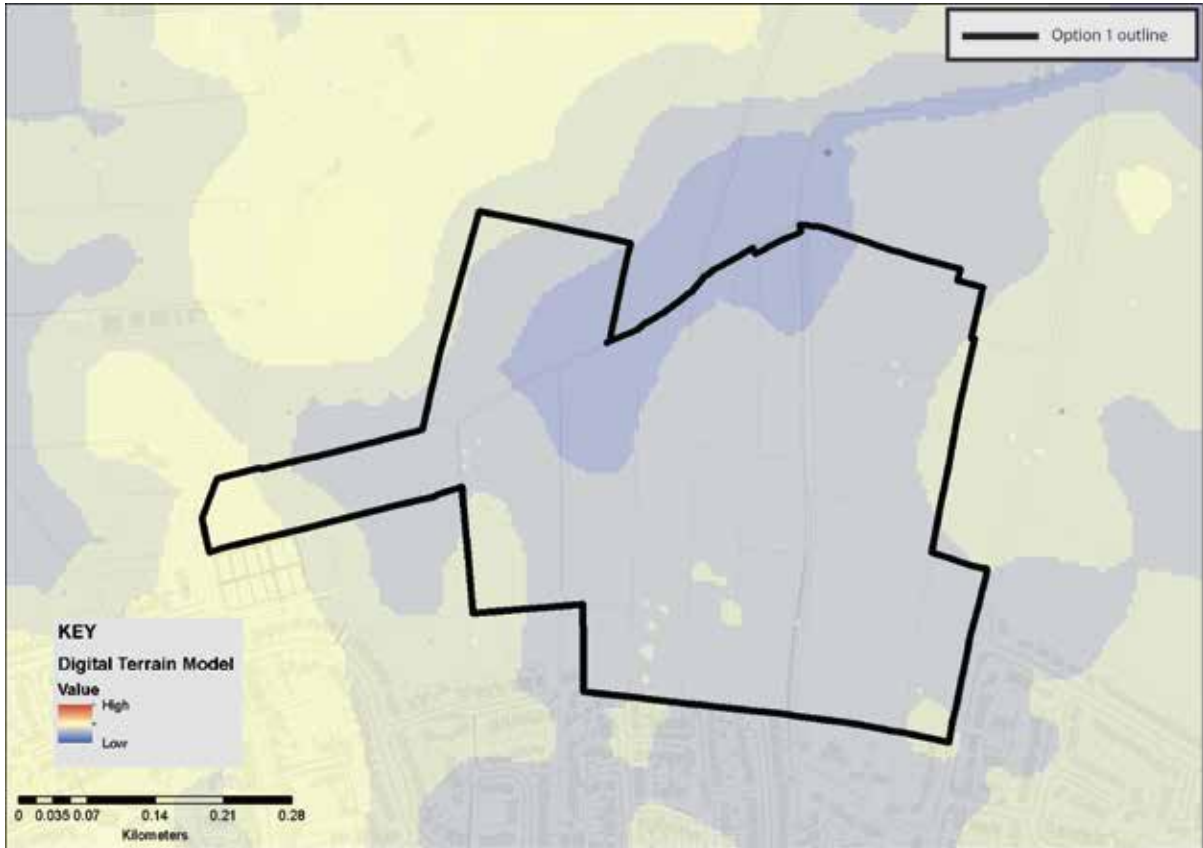 Option 1 outline
KEY
Digital Terrain Model
Value
High
Low
0 0.035 0.07 0.14 0.21 0.28
Kilometers